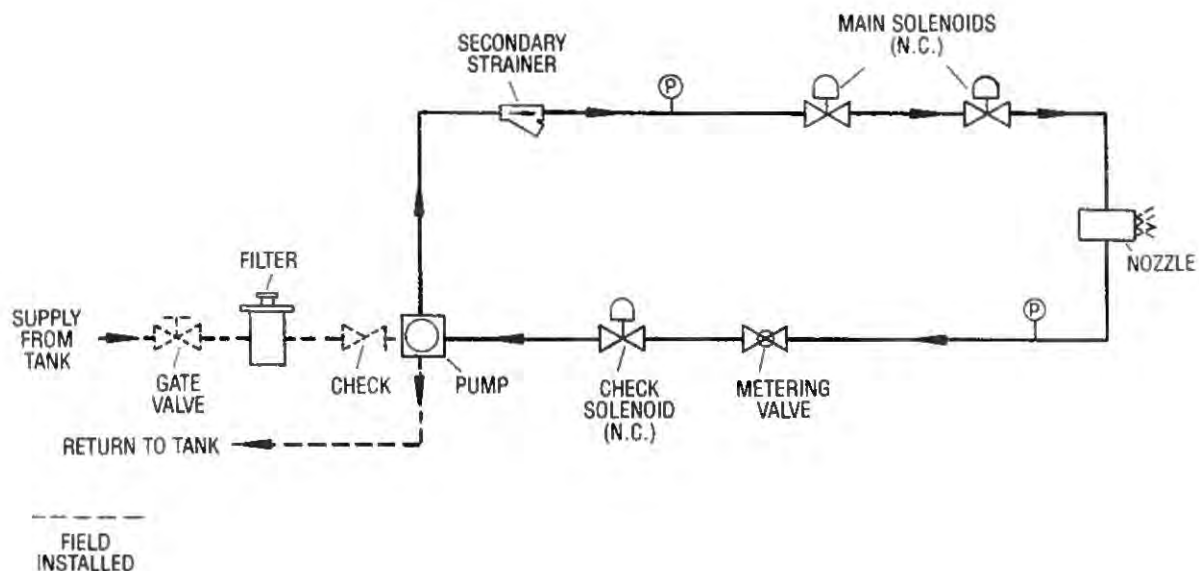 SECONDARY
STRAINER
P
MAIN SOLENOIDS
(N.C.)
NOZZLE
FILTER
SUPPLY
FROM
TANK
GATE
VALVE
CHECK
PUMP
CHECK
SOLENOID
(N.C.)
METERING
VALVE
P
RETURN TO TANK
FIELD
INSTALLED